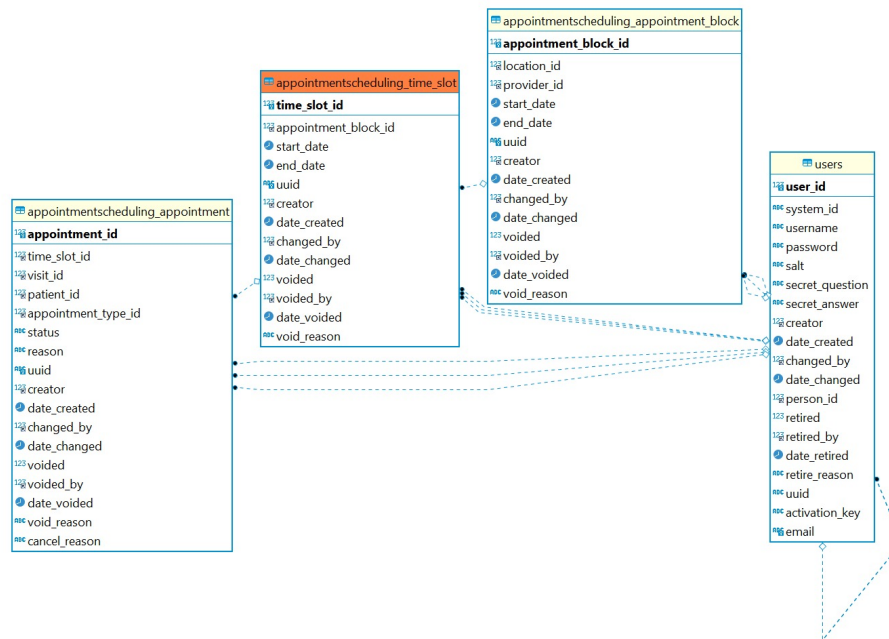 appointmentscheduling_appointment
appointment_id
time_slot_id
visit_id
patient_id
appointment_type_id
status
reason
uuid
creator
date_created
changed_by
date_changed
voided
voided_by
date_voided
void_reason
cancel_reason
appointmentscheduling_time_slot
time_slot_id
appointment_block_id
start_date
end_date
uuid
creator
date_created
changed_by
date_changed
voided
voided_by
date_voided
void_reason
appointmentscheduling_appointment_block
appointment_block_id
location_id
provider_id
start_date
end_date
uuid
creator
date_created
changed_by
date_changed
voided
voided_by
date_voided
void_reason
users
user_id
system_id
username
password
salt
secret_question
secret_answer
creator
date_created
changed_by
date_changed
person_id
retired
retired_by
date_retired
retire_reason
uuid
activation_key
email